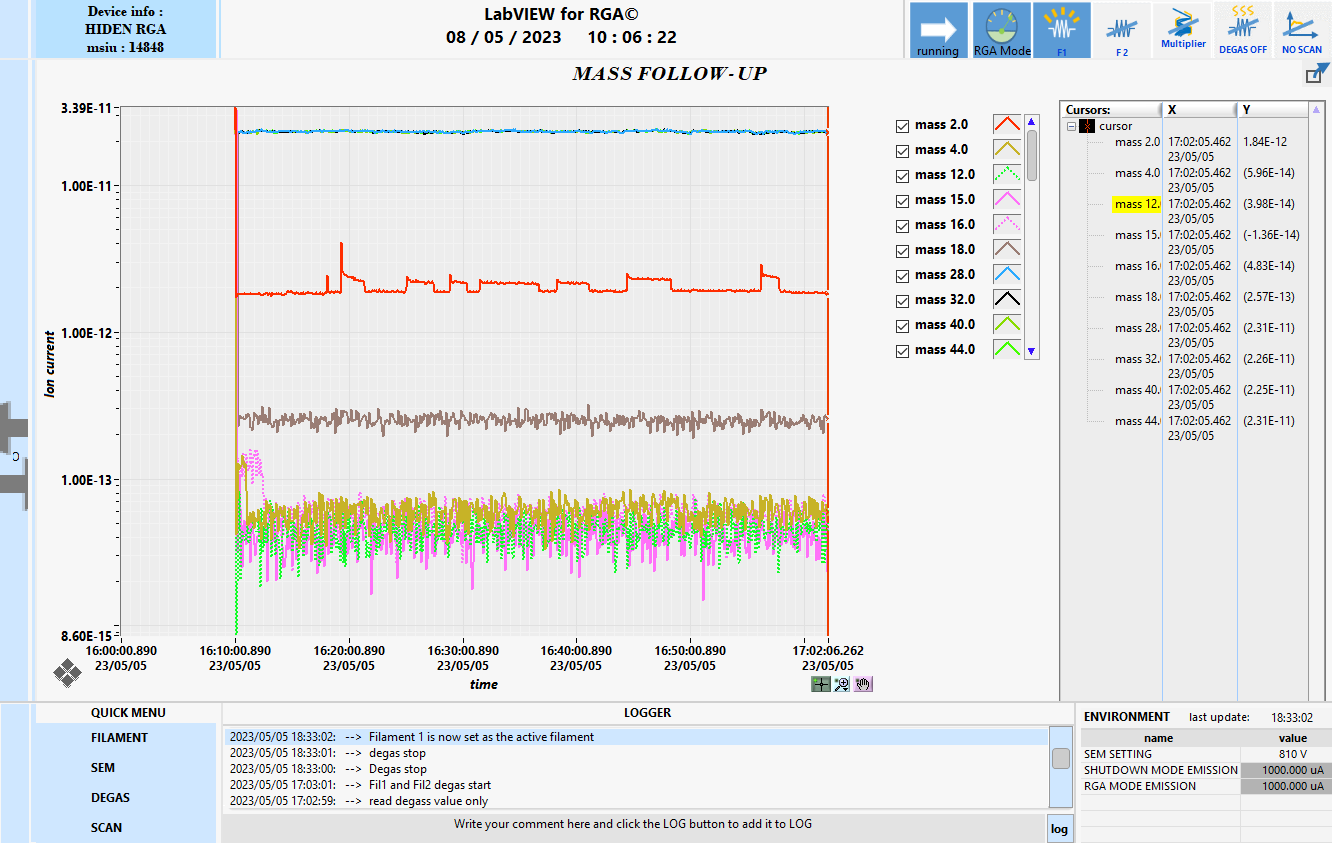 Device info :
HIDEN RGA
msiu : 14848
LabVIEW for RGA©
08 / 05 / 2023 10 : 06 : 22
running
RGA Mode
F1
F 2
Multiplier
DEGAS OFF
NO SCAN
MASS FOLLOW-UP
Ion current
3.39E-11
1.00E-11
1.00E-12
1.00E-13
8.60E-15
16:00:00.890
23/05/05
16:10:00.890
23/05/05
16:20:00.890
23/05/05
16:30:00.890
23/05/05
16:40:00.890
23/05/05
16:50:00.890
23/05/05
17:02:06.262
23/05/05
time
mass 2.0
mass 4.0
mass 12.0
mass 15.0
mass 16.0
mass 18.0
mass 28.0
mass 32.0
mass 40.0
mass 44.0
Cursors: X Y
cursor
mass 2.0 17:02:05.462 1.84E-12
23/05/05
mass 4.0 17:02:05.462 (5.96E-14)
23/05/05
mass 12. 17:02:05.462 (3.98E-14)
23/05/05
mass 15. 17:02:05.462 (-1.36E-14)
23/05/05
mass 16. 17:02:05.462 (4.83E-14)
23/05/05
mass 18. 17:02:05.462 (2.57E-13)
23/05/05
mass 28. 17:02:05.462 (2.31E-11)
23/05/05
mass 32. 17:02:05.462 (2.26E-11)
23/05/05
mass 40. 17:02:05.462 (2.25E-11)
23/05/05
mass 44. 17:02:05.462 (2.31E-11)
23/05/05
QUICK MENU
FILAMENT
SEM
DEGAS
SCAN
LOGGER
2023/05/05 18:33:02: --> Filament 1 is now set as the active filament
2023/05/05 18:33:01: --> degas stop
2023/05/05 18:33:00: --> Degas stop
2023/05/05 17:03:01: --> Fil1 and Fil2 degas start
2023/05/05 17:02:59: --> read degass value only
Write your comment here and click the LOG button to add it to LOG
log
ENVIRONMENT last update: 18:33:02
name value
SEM SETTING 810 V
SHUTDOWN MODE EMISSION 1000.000 uA
RGA MODE EMISSION 1000.000 uA